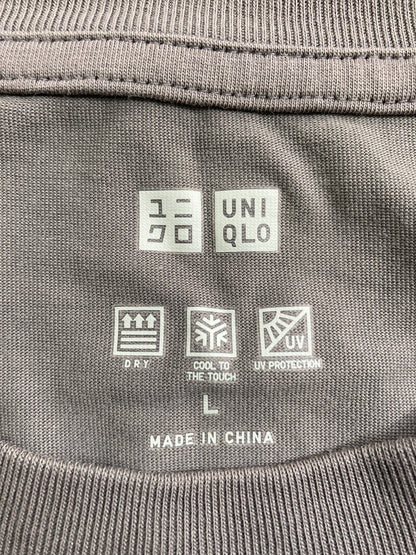 ユニ UNI
クロ QLO
UV
DRY COOL TO UV PROTECTION
THE TOUCH
L
MADE IN CHINA